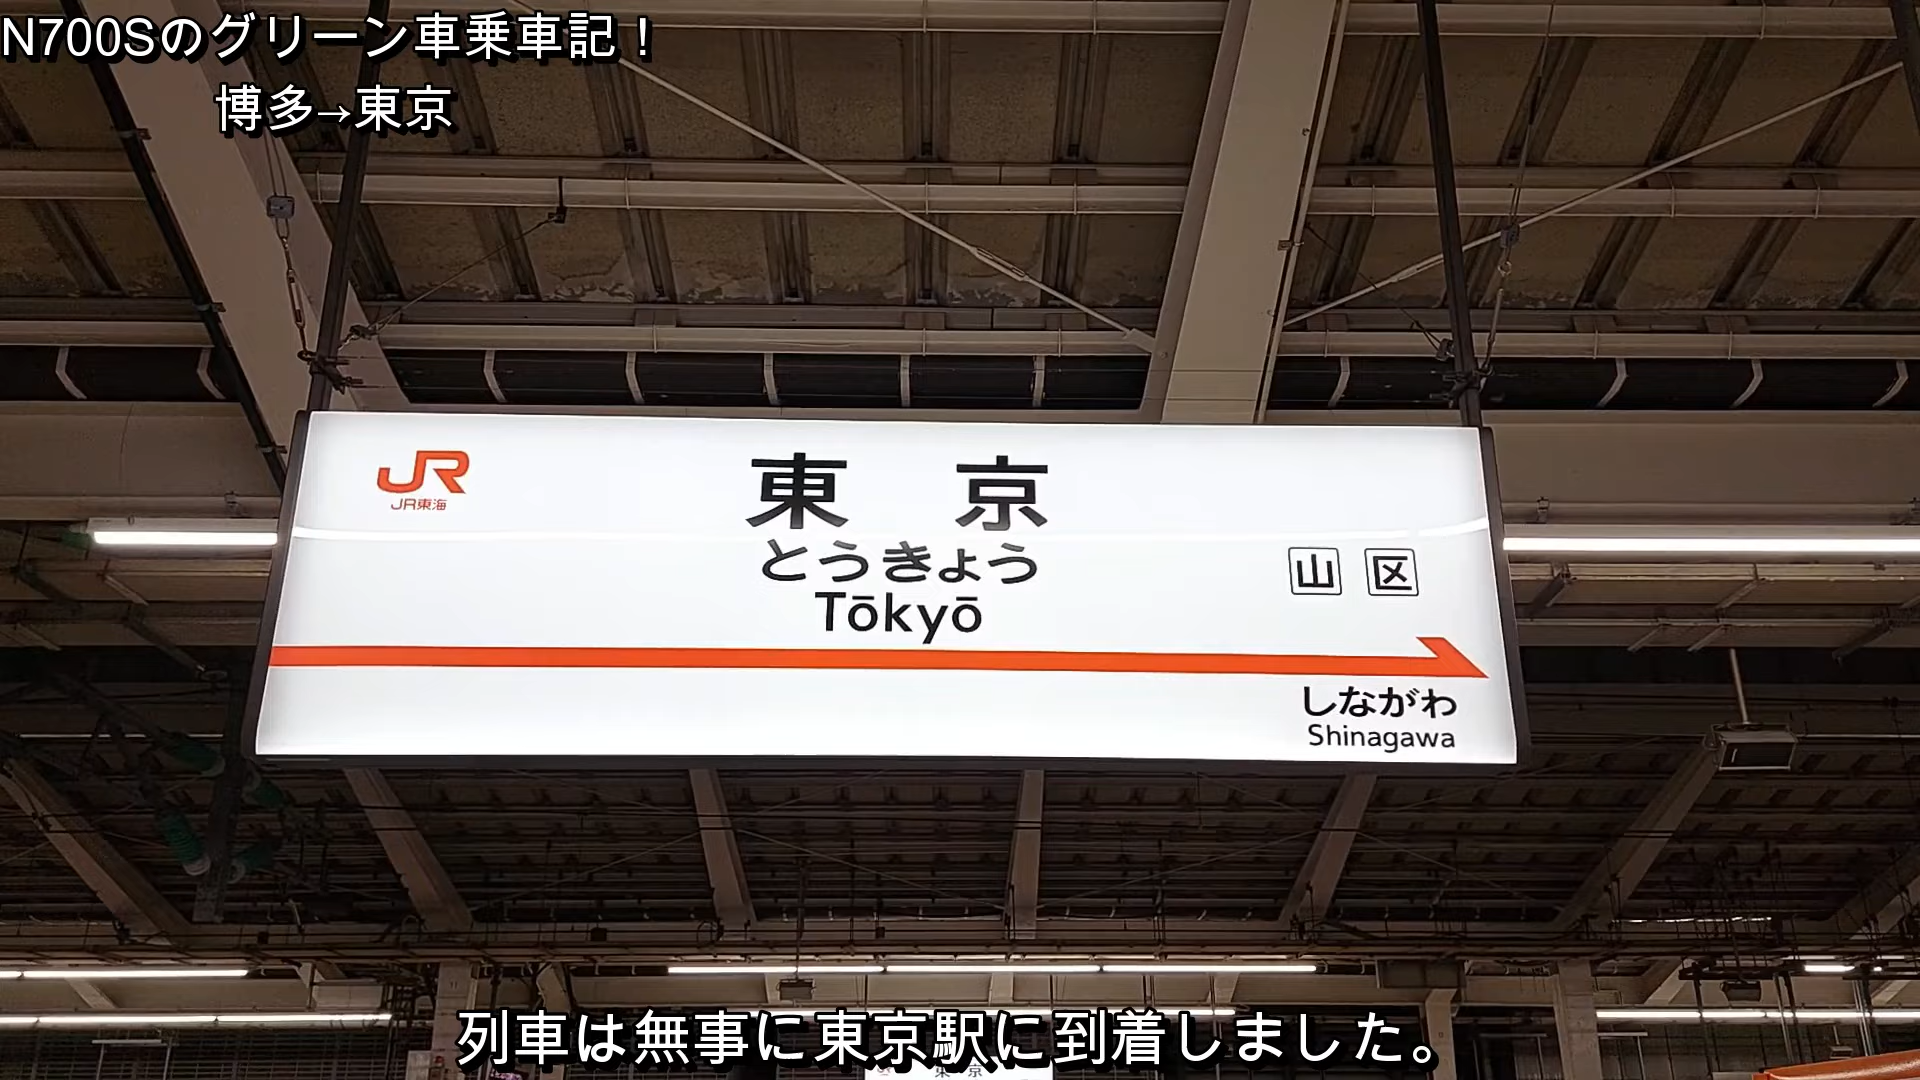 N700Sのグリーン車乗車記！
博多→東京
JR
JR東海
東京
とうきょう
Tōkyō
山 区
しながわ
Shinagawa
列車は無事に東京駅に到着しました。
東京